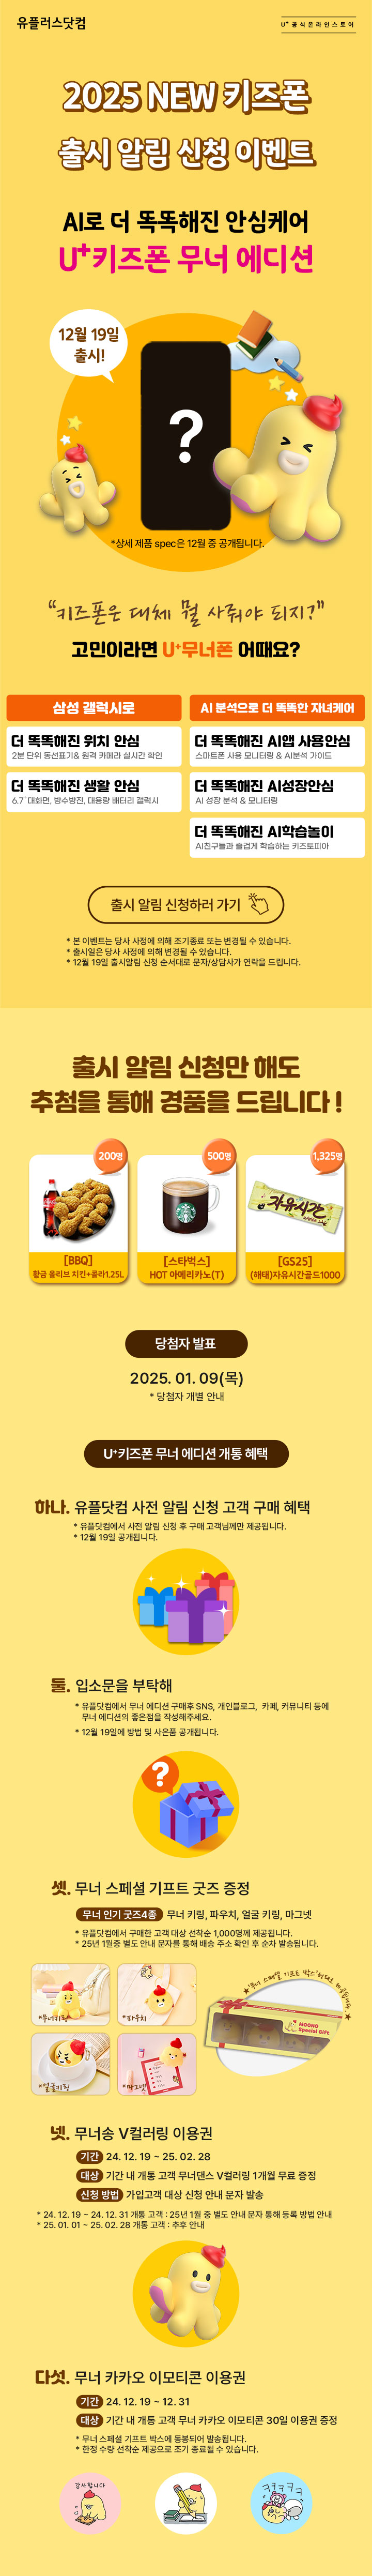 유플러스닷컴
U⁺공식온라인스토어
2025 NEW 키즈폰
출시 알림 신청 이벤트
AI로 더 똑똑해진 안심케어
U⁺키즈폰 무너 에디션
12월 19일
출시!
?
*상세 제품 spec은 12월 중 공개됩니다.
"키즈폰은 대체 뭘 사줘야 되지?"
고민이라면 U⁺무너폰 어때요?
삼성 갤럭시로
더 똑똑해진 위치 안심
2분 단위 동선표기& 원격 카메라 실시간 확인
더 똑똑해진 생활 안심
6.7" 대화면, 방수방진, 대용량 배터리 갤럭시
AI 분석으로 더 똑똑한 자녀케어
더 똑똑해진 AI앱 사용안심
스마트폰 사용 모니터링 & AI분석 가이드
더 똑똑해진 AI성장안심
AI 성장 분석 & 모니터링
더 똑똑해진 AI학습놀이
AI친구들과 즐겁게 학습하는 키즈토피아
출시 알림 신청하러 가기
* 본 이벤트는 당사 사정에 의해 조기종료 또는 변경될 수 있습니다.
* 출시일은 당사 사정에 의해 변경될 수 있습니다.
* 12월 19일 출시알림 신청 순서대로 문자/상담사가 연락을 드립니다.
출시 알림 신청만 해도
추첨을 통해 경품을 드립니다!
200명
[BBQ]
황금 올리브 치킨+콜라1.25L
500명
[스타벅스]
HOT 아메리카노(T)
1,325명
자유시간
[GS25]
(해태)자유시간골드1000
당첨자 발표
2025. 01. 09(목)
* 당첨자 개별 안내
U⁺키즈폰 무너 에디션 개통 혜택
하나. 유플닷컴 사전 알림 신청 고객 구매 혜택
* 유플닷컴에서 사전 알림 신청 후 구매 고객님께만 제공됩니다.
* 12월 19일 공개됩니다.
둘. 입소문을 부탁해
* 유플닷컴에서 무너 에디션 구매후 SNS, 개인블로그, 카페, 커뮤니티 등에
무너 에디션의 좋은점을 작성해주세요.
* 12월 19일에 방법 및 사은품 공개됩니다.
?
셋. 무너 스페셜 기프트 굿즈 증정
무너 인기 굿즈4종 무너 키링, 파우치, 얼굴 키링, 마그넷
* 유플닷컴에서 구매한 고객 대상 선착순 1,000명께 제공됩니다.
* 25년 1월중 별도 안내 문자를 통해 배송 주소 확인 후 순차 발송됩니다.
*무너키링
*파우치
*얼굴키링
*마그넷
MOONO
Special Gift
넷. 무너송 V컬러링 이용권
기간 24. 12. 19 ~ 25. 02. 28
대상 기간 내 개통 고객 무너댄스 V컬러링 1개월 무료 증정
신청 방법 가입고객 대상 신청 안내 문자 발송
* 24. 12. 19 ~ 24. 12. 31 개통 고객 : 25년 1월 중 별도 안내 문자 통해 등록 방법 안내
* 25. 01. 01 ~ 25. 02. 28 개통 고객 : 추후 안내
다섯. 무너 카카오 이모티콘 이용권
기간 24. 12. 19 ~ 12. 31
대상 기간 내 개통 고객 무너 카카오 이모티콘 30일 이용권 증정
* 무너 스페셜 기프트 박스에 동봉되어 발송됩니다.
* 한정 수량 선착순 제공으로 조기 종료될 수 있습니다.
감사합니다
ㅋㅋㅋㅋ